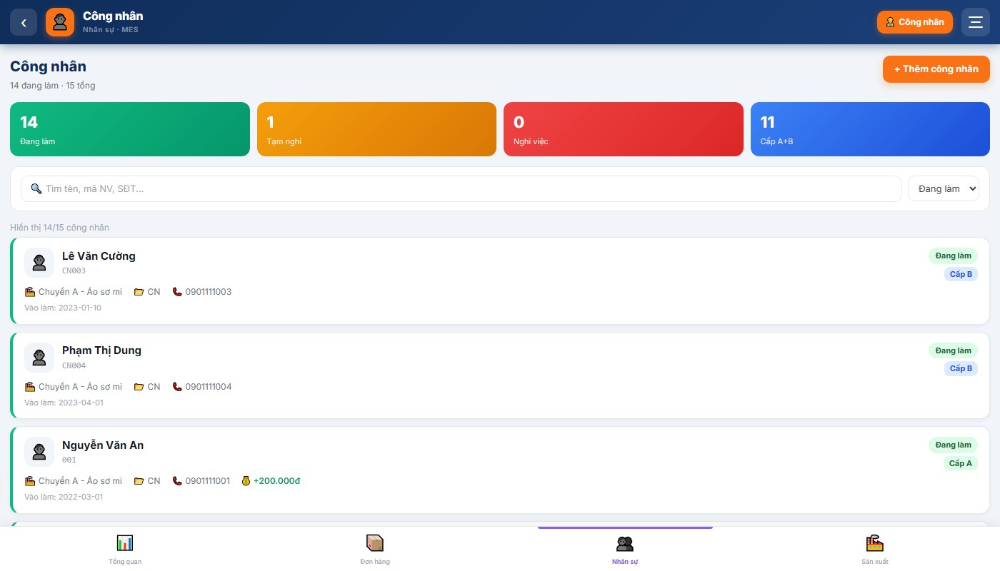 Công nhân
Nhân sự · MES
Công nhân
Công nhân
14 đang làm · 15 tổng
+ Thêm công nhân
14
Đang làm
1
Tạm nghỉ
0
Nghỉ việc
11
Cấp A+B
Tìm tên, mã NV, SĐT...
Đang làm
Hiển thị 14/15 công nhân
Lê Văn Cường
CN003
Đang làm
Cấp B
Chuyền A - Áo sơ mi CN 0901111003
Vào làm: 2023-01-10
Phạm Thị Dung
CN004
Đang làm
Cấp B
Chuyền A - Áo sơ mi CN 0901111004
Vào làm: 2023-04-01
Nguyễn Văn An
001
Đang làm
Cấp A
Chuyền A - Áo sơ mi CN 0901111001 +200.000đ
Vào làm: 2022-03-01
Tổng quan
Đơn hàng
Nhân sự
Sản xuất